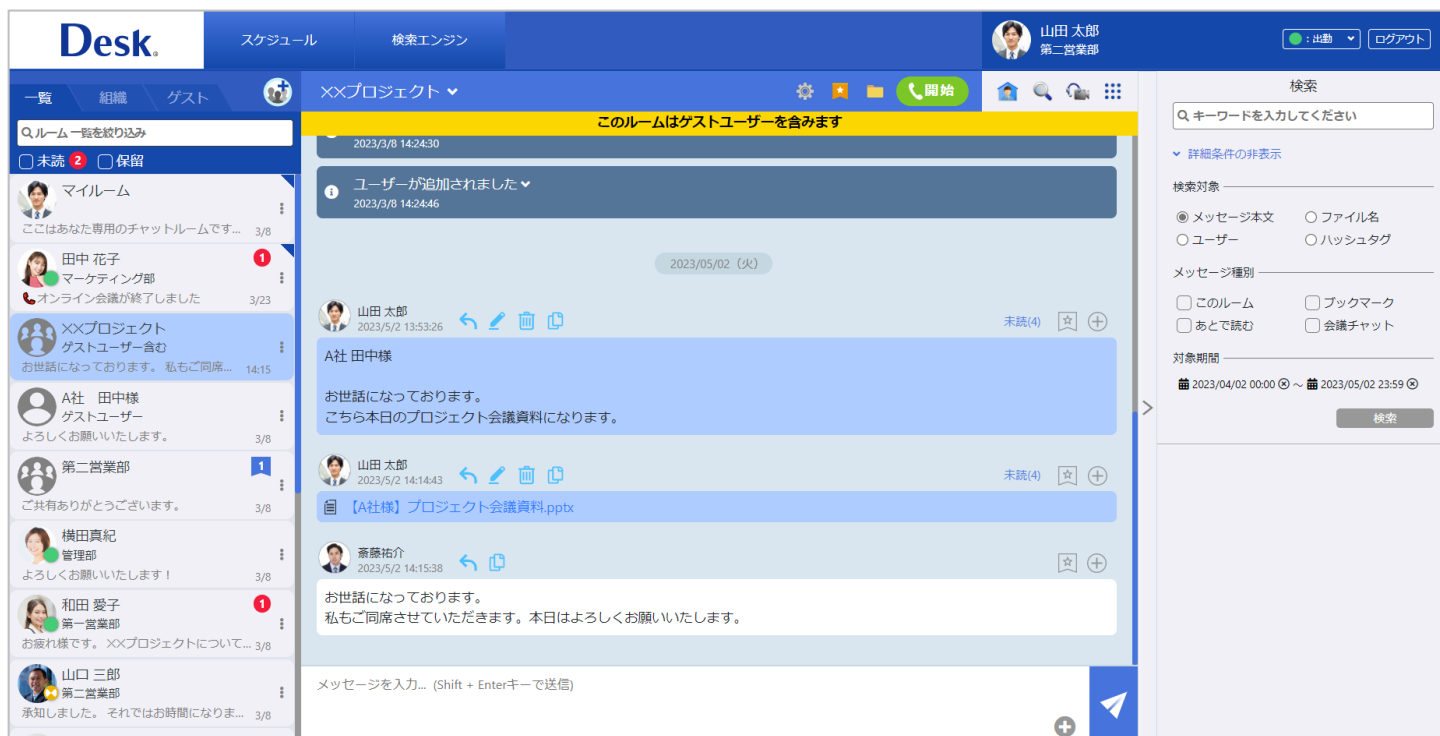 Desk.
スケジュール
検索エンジン
山田 太郎
第二営業部
：出勤
ログアウト
一覧
組織
ゲスト
ルーム 一覧を絞り込み
未読 2
保留
マイルーム
ここはあなた専用のチャットルームです... 3/8
田中 花子 1
マーケティング部
オンライン会議が終了しました 3/23
××プロジェクト
ゲストユーザー含む
お世話になっております。 私もご同席... 14:15
A社　田中様
ゲストユーザー
よろしくお願いいたします。 3/8
第二営業部 1
ご共有ありがとうございます。 3/8
横田真紀
管理部
よろしくお願いいたします！ 3/8
和田 愛子 1
第一営業部
お疲れ様です。 ××プロジェクトについて... 3/8
山口 三郎
第二営業部
承知しました。 それではお時間になりま... 3/8
××プロジェクト
開始
このルームはゲストユーザーを含みます
2023/3/8 14:24:30
ユーザーが追加されました
2023/3/8 14:24:46
2023/05/02（火）
山田 太郎
2023/5/2 13:53:26
未読(4)
A社 田中様
お世話になっております。
こちら本日のプロジェクト会議資料になります。
山田 太郎
2023/5/2 14:14:43
未読(4)
【A社様】プロジェクト会議資料.pptx
斎藤祐介
2023/5/2 14:15:38
お世話になっております。
私もご同席させていただきます。本日はよろしくお願いいたします。
メッセージを入力... (Shift + Enterキーで送信)
検索
キーワードを入力してください
詳細条件の非表示
検索対象
メッセージ本文
ファイル名
ユーザー
ハッシュタグ
メッセージ種別
このルーム
ブックマーク
あとで読む
会議チャット
対象期間
2023/04/02 00:00 ～ 2023/05/02 23:59
検索